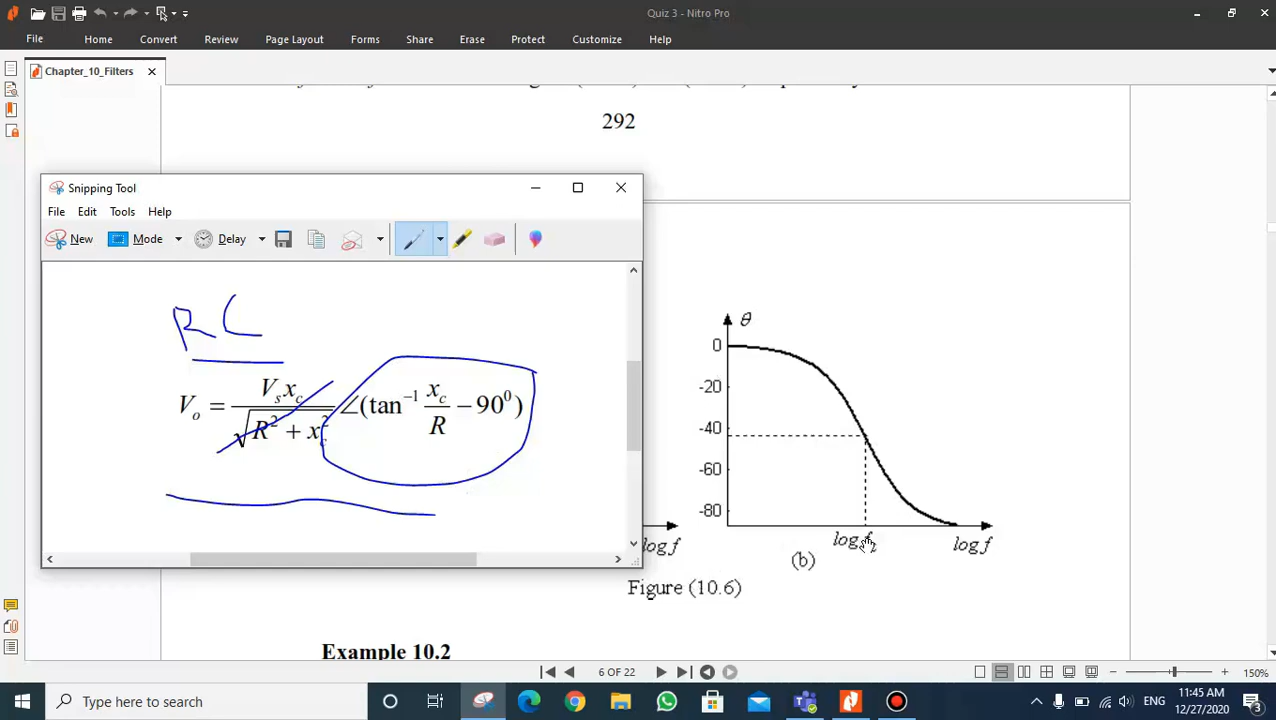 Quiz 3 - Nitro Pro
File Home Convert Review Page Layout Forms Share Erase Protect Customize Help
Chapter_10_Filters
292
Snipping Tool
File Edit Tools Help
New Mode Delay
RC
V_o = V_s x_c / √(R² + x_c²) ∠(tan⁻¹ x_c / R − 90⁰)
θ
0
-20
-40
-60
-80
log f
log f
(b)
Figure (10.6)
Example 10.2
6 OF 22
150%
Type here to search
ENG
11:45 AM
12/27/2020
3